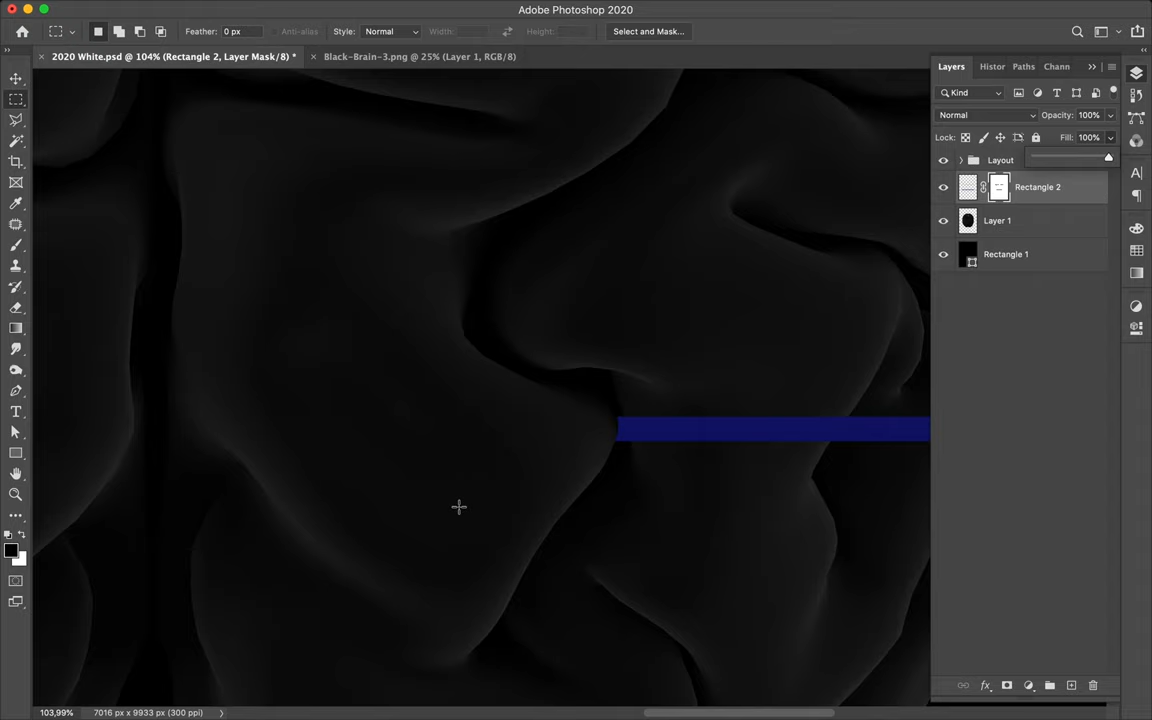 Adobe Photoshop 2020
Feather: 0 px
Anti-alias
Style: Normal
Width:
Height:
Select and Mask...
2020 White.psd @ 104% (Rectangle 2, Layer Mask/8) *
Black-Brain-3.png @ 25% (Layer 1, RGB/8)
Layers
Histor
Paths
Chann
Kind
Normal
Opacity: 100%
Lock:
Fill: 100%
Layout
Rectangle 2
Layer 1
Rectangle 1
103,99%
7016 px x 9933 px (300 ppi)